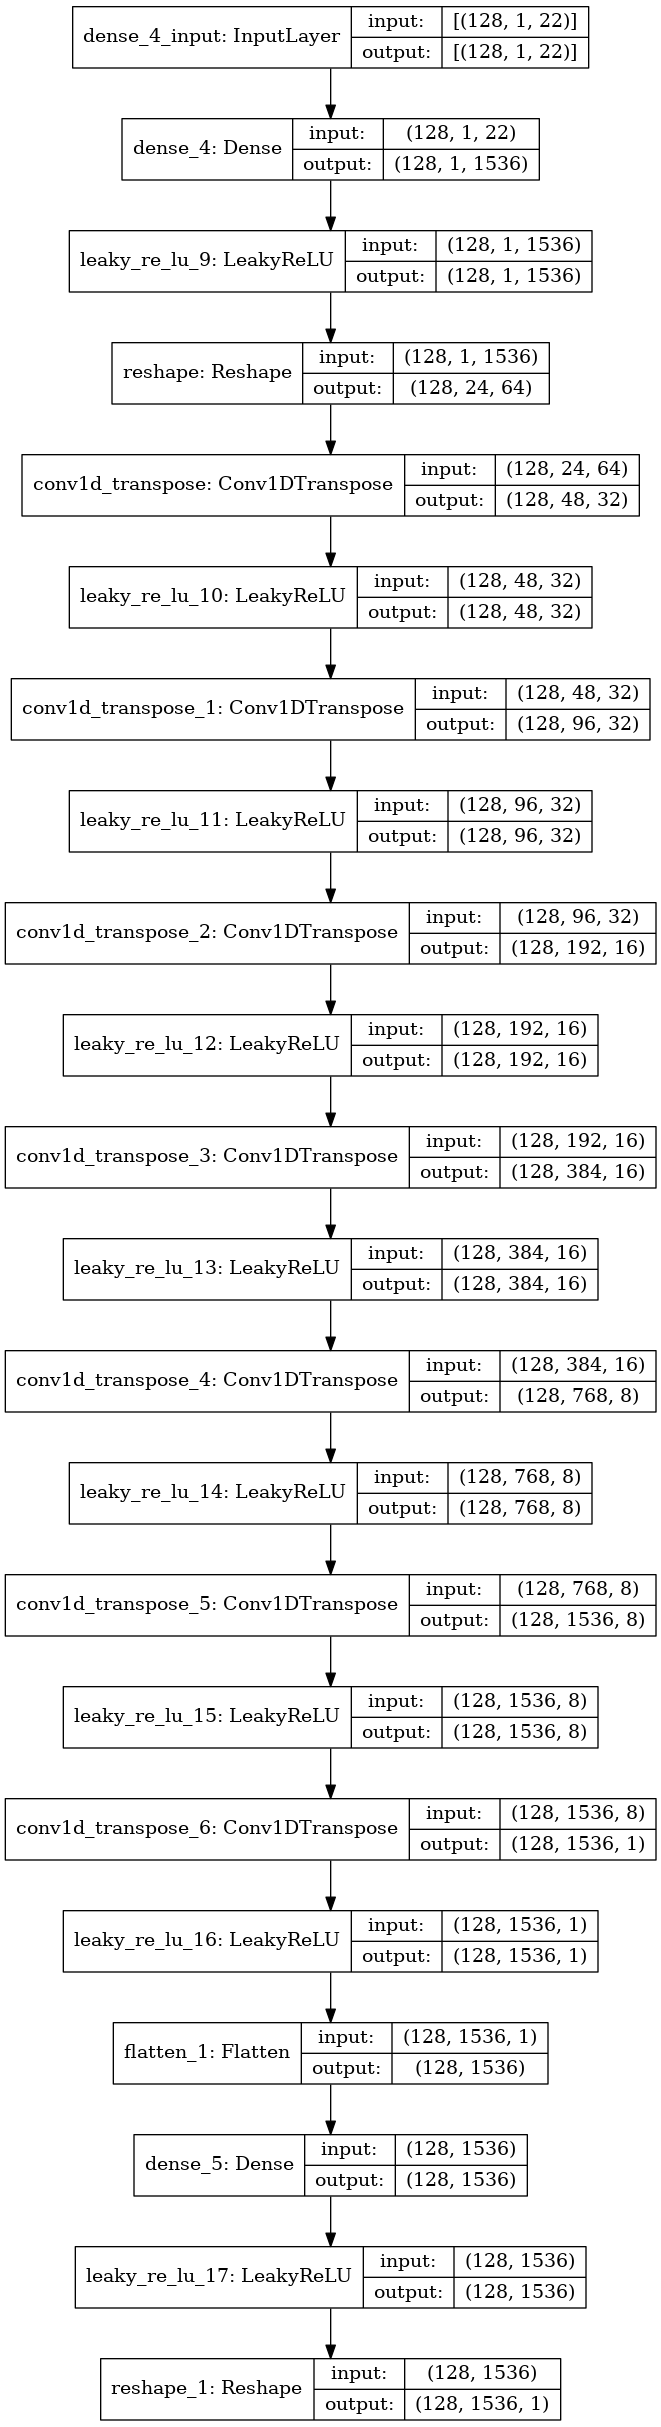 dense_4_input: InputLayer input: [(128, 1, 22)]
output: [(128, 1, 22)]
dense_4: Dense input: (128, 1, 22)
output: (128, 1, 1536)
leaky_re_lu_9: LeakyReLU input: (128, 1, 1536)
output: (128, 1, 1536)
reshape: Reshape input: (128, 1, 1536)
output: (128, 24, 64)
conv1d_transpose: Conv1DTranspose input: (128, 24, 64)
output: (128, 48, 32)
leaky_re_lu_10: LeakyReLU input: (128, 48, 32)
output: (128, 48, 32)
conv1d_transpose_1: Conv1DTranspose input: (128, 48, 32)
output: (128, 96, 32)
leaky_re_lu_11: LeakyReLU input: (128, 96, 32)
output: (128, 96, 32)
conv1d_transpose_2: Conv1DTranspose input: (128, 96, 32)
output: (128, 192, 16)
leaky_re_lu_12: LeakyReLU input: (128, 192, 16)
output: (128, 192, 16)
conv1d_transpose_3: Conv1DTranspose input: (128, 192, 16)
output: (128, 384, 16)
leaky_re_lu_13: LeakyReLU input: (128, 384, 16)
output: (128, 384, 16)
conv1d_transpose_4: Conv1DTranspose input: (128, 384, 16)
output: (128, 768, 8)
leaky_re_lu_14: LeakyReLU input: (128, 768, 8)
output: (128, 768, 8)
conv1d_transpose_5: Conv1DTranspose input: (128, 768, 8)
output: (128, 1536, 8)
leaky_re_lu_15: LeakyReLU input: (128, 1536, 8)
output: (128, 1536, 8)
conv1d_transpose_6: Conv1DTranspose input: (128, 1536, 8)
output: (128, 1536, 1)
leaky_re_lu_16: LeakyReLU input: (128, 1536, 1)
output: (128, 1536, 1)
flatten_1: Flatten input: (128, 1536, 1)
output: (128, 1536)
dense_5: Dense input: (128, 1536)
output: (128, 1536)
leaky_re_lu_17: LeakyReLU input: (128, 1536)
output: (128, 1536)
reshape_1: Reshape input: (128, 1536)
output: (128, 1536, 1)